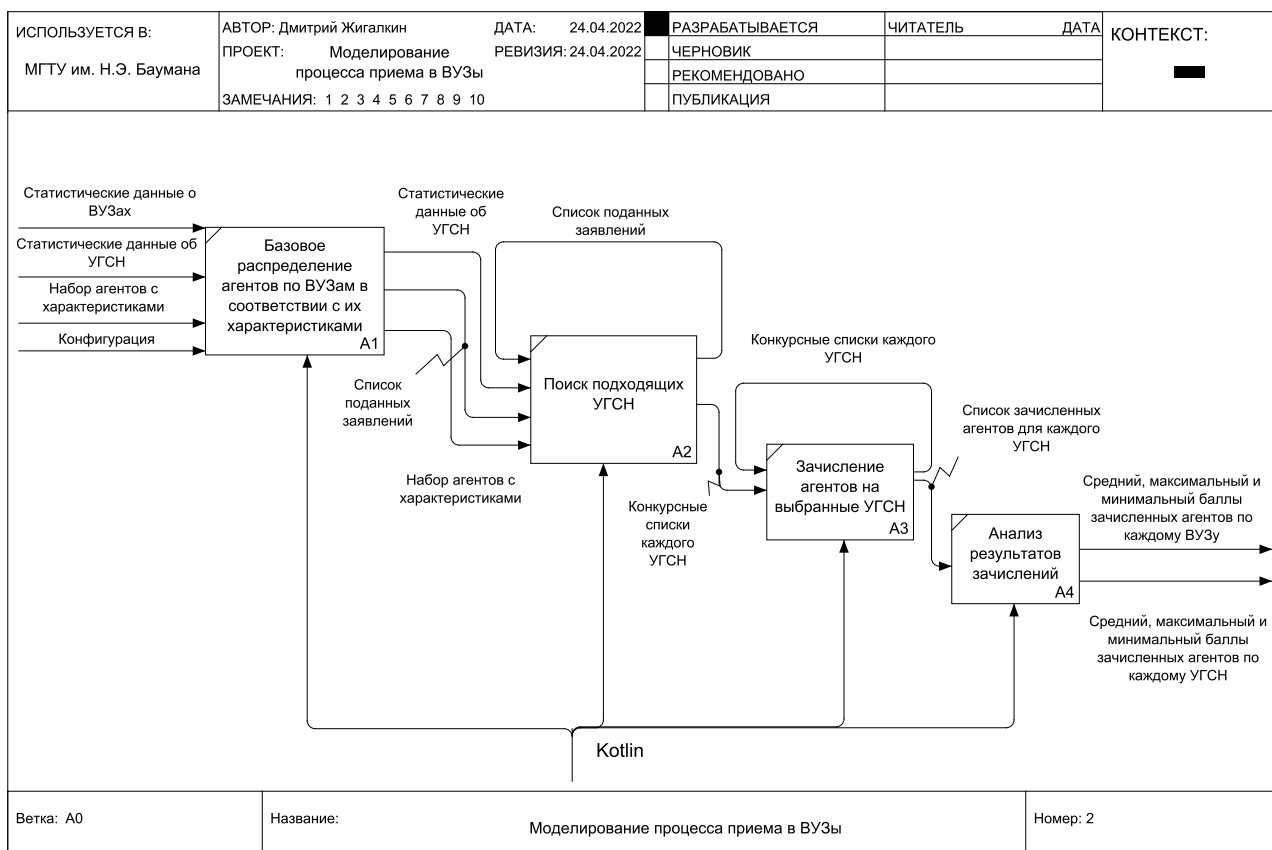 ИСПОЛЬЗУЕТСЯ В:
МГТУ им. Н.Э. Баумана
АВТОР: Дмитрий Жигалкин
ДАТА: 24.04.2022
ПРОЕКТ: Моделирование
процесса приема в ВУЗы
РЕВИЗИЯ: 24.04.2022
ЗАМЕЧАНИЯ: 1 2 3 4 5 6 7 8 9 10
РАЗРАБАТЫВАЕТСЯ
ЧЕРНОВИК
РЕКОМЕНДОВАНО
ПУБЛИКАЦИЯ
ЧИТАТЕЛЬ
ДАТА
КОНТЕКСТ:
Статистические данные о
ВУЗах
Статистические данные об
УГСН
Набор агентов с
характеристиками
Конфигурация
Базовое
распределение
агентов по ВУЗам в
соответствии с их
характеристиками
A1
Статистические
данные об
УГСН
Список
поданных
заявлений
Набор агентов с
характеристиками
Список поданных
заявлений
Поиск подходящих
УГСН
A2
Конкурсные
списки
каждого
УГСН
Конкурсные списки каждого
УГСН
Зачисление
агентов на
выбранные УГСН
A3
Список зачисленных
агентов для каждого
УГСН
Анализ
результатов
зачислений
A4
Средний, максимальный и
минимальный баллы
зачисленных агентов по
каждому ВУЗу
Средний, максимальный и
минимальный баллы
зачисленных агентов по
каждому УГСН
Kotlin
Ветка: A0
Название:
Моделирование процесса приема в ВУЗы
Номер: 2